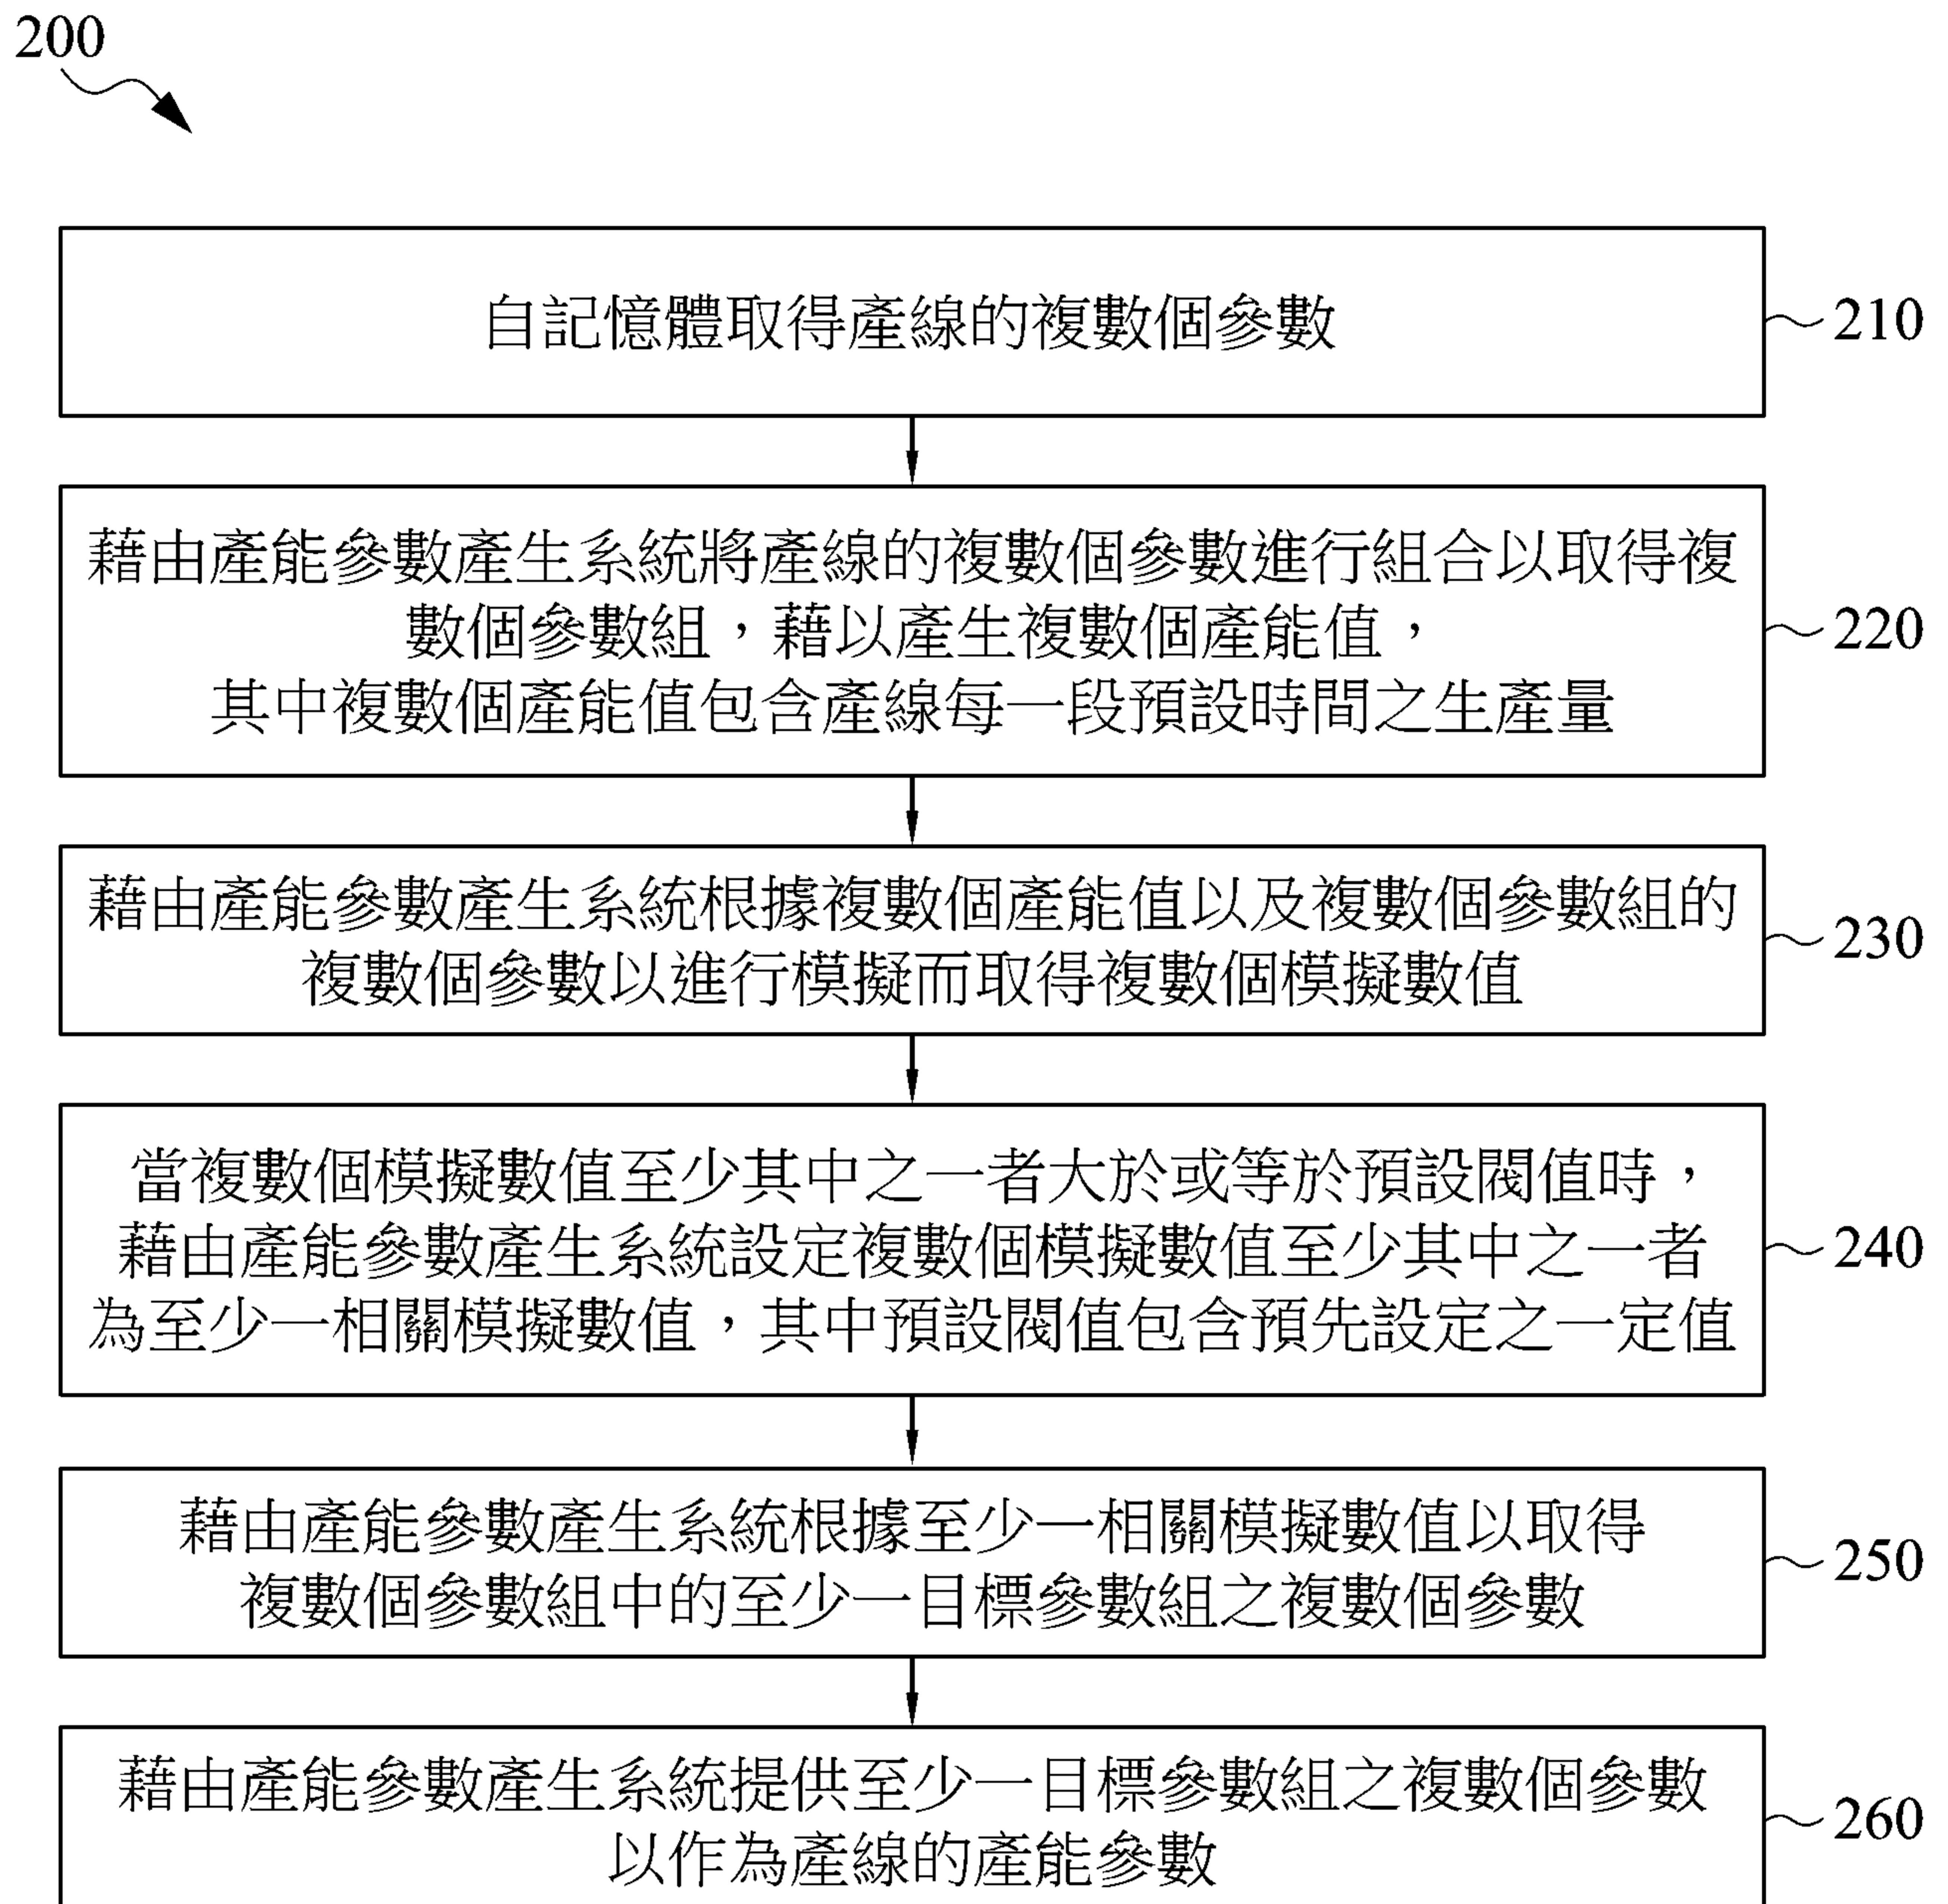 200
自記憶體取得產線的複數個參數
210
藉由產能參數產生系統將產線的複數個參數進行組合以取得複
數個參數組，藉以產生複數個產能值，
其中複數個產能值包含產線每一段預設時間之生產量
220
藉由產能參數產生系統根據複數個產能值以及複數個參數組的
複數個參數以進行模擬而取得複數個模擬數值
230
當複數個模擬數值至少其中之一者大於或等於預設閥值時，
藉由產能參數產生系統設定複數個模擬數值至少其中之一者
為至少一相關模擬數值，其中預設閥值包含預先設定之一定值
240
藉由產能參數產生系統根據至少一相關模擬數值以取得
複數個參數組中的至少一目標參數組之複數個參數
250
藉由產能參數產生系統提供至少一目標參數組之複數個參數
以作為產線的產能參數
260